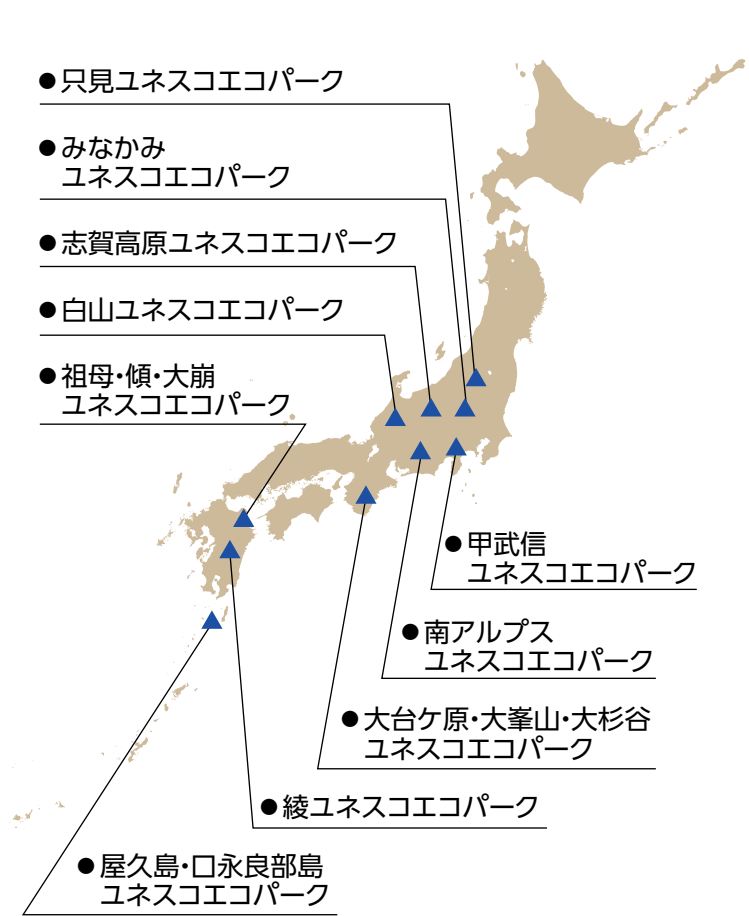 ●只見ユネスコエコパーク
●みなかみ
ユネスコエコパーク
●志賀高原ユネスコエコパーク
●白山ユネスコエコパーク
●祖母・傾・大崩
ユネスコエコパーク
●甲武信
ユネスコエコパーク
●南アルプス
ユネスコエコパーク
●大台ケ原・大峯山・大杉谷
ユネスコエコパーク
●綾ユネスコエコパーク
●屋久島・口永良部島
ユネスコエコパーク